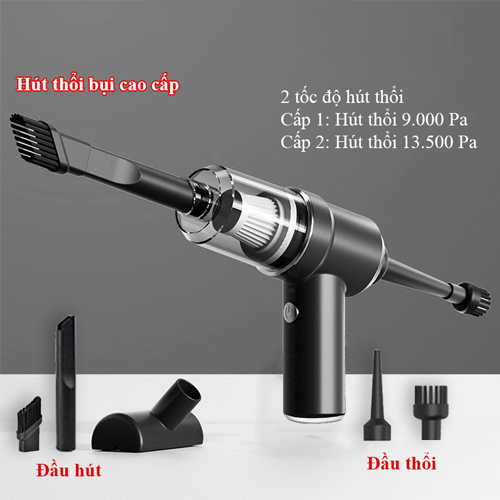 Hút thổi bụi cao cấp
2 tốc độ hút thổi
Cấp 1: Hút thổi 9.000 Pa
Cấp 2: Hút thổi 13.500 Pa
Đầu hút
Đầu thổi